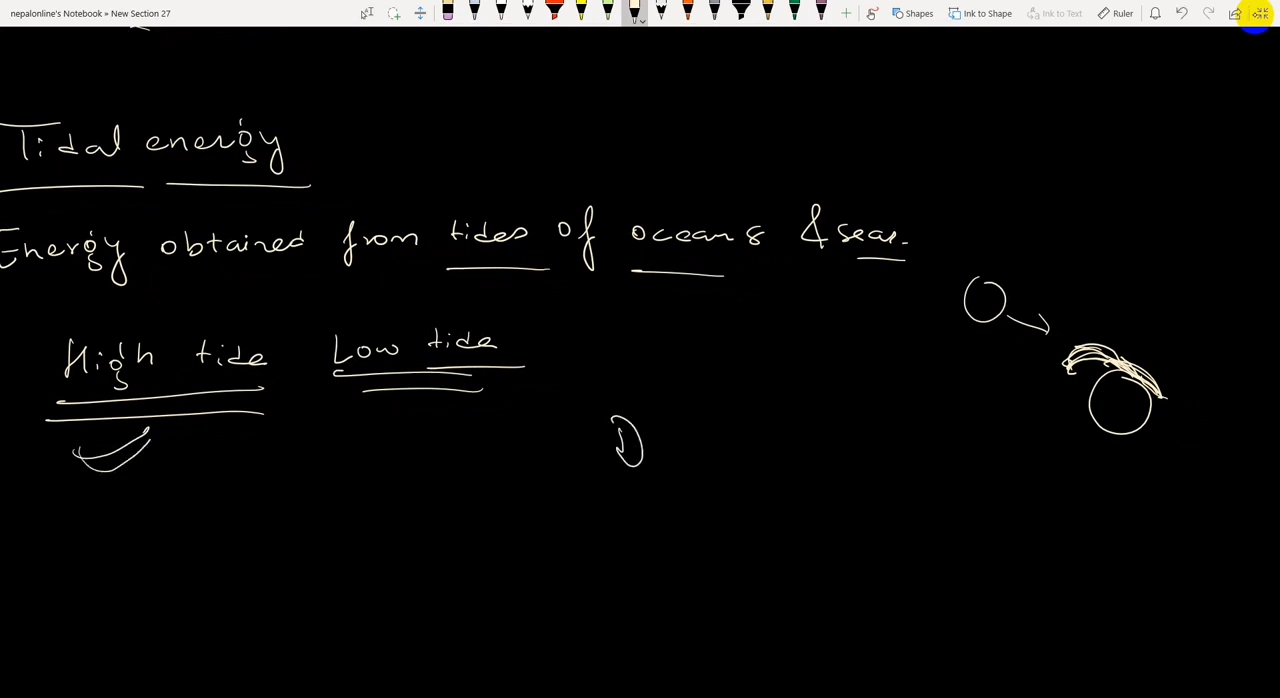 nepalonline's Notebook » New Section 27
Shapes Ink to Shape Ink to Text Ruler
Tidal energy
Energy obtained from tides of oceans & seas.
High tide Low tide
D